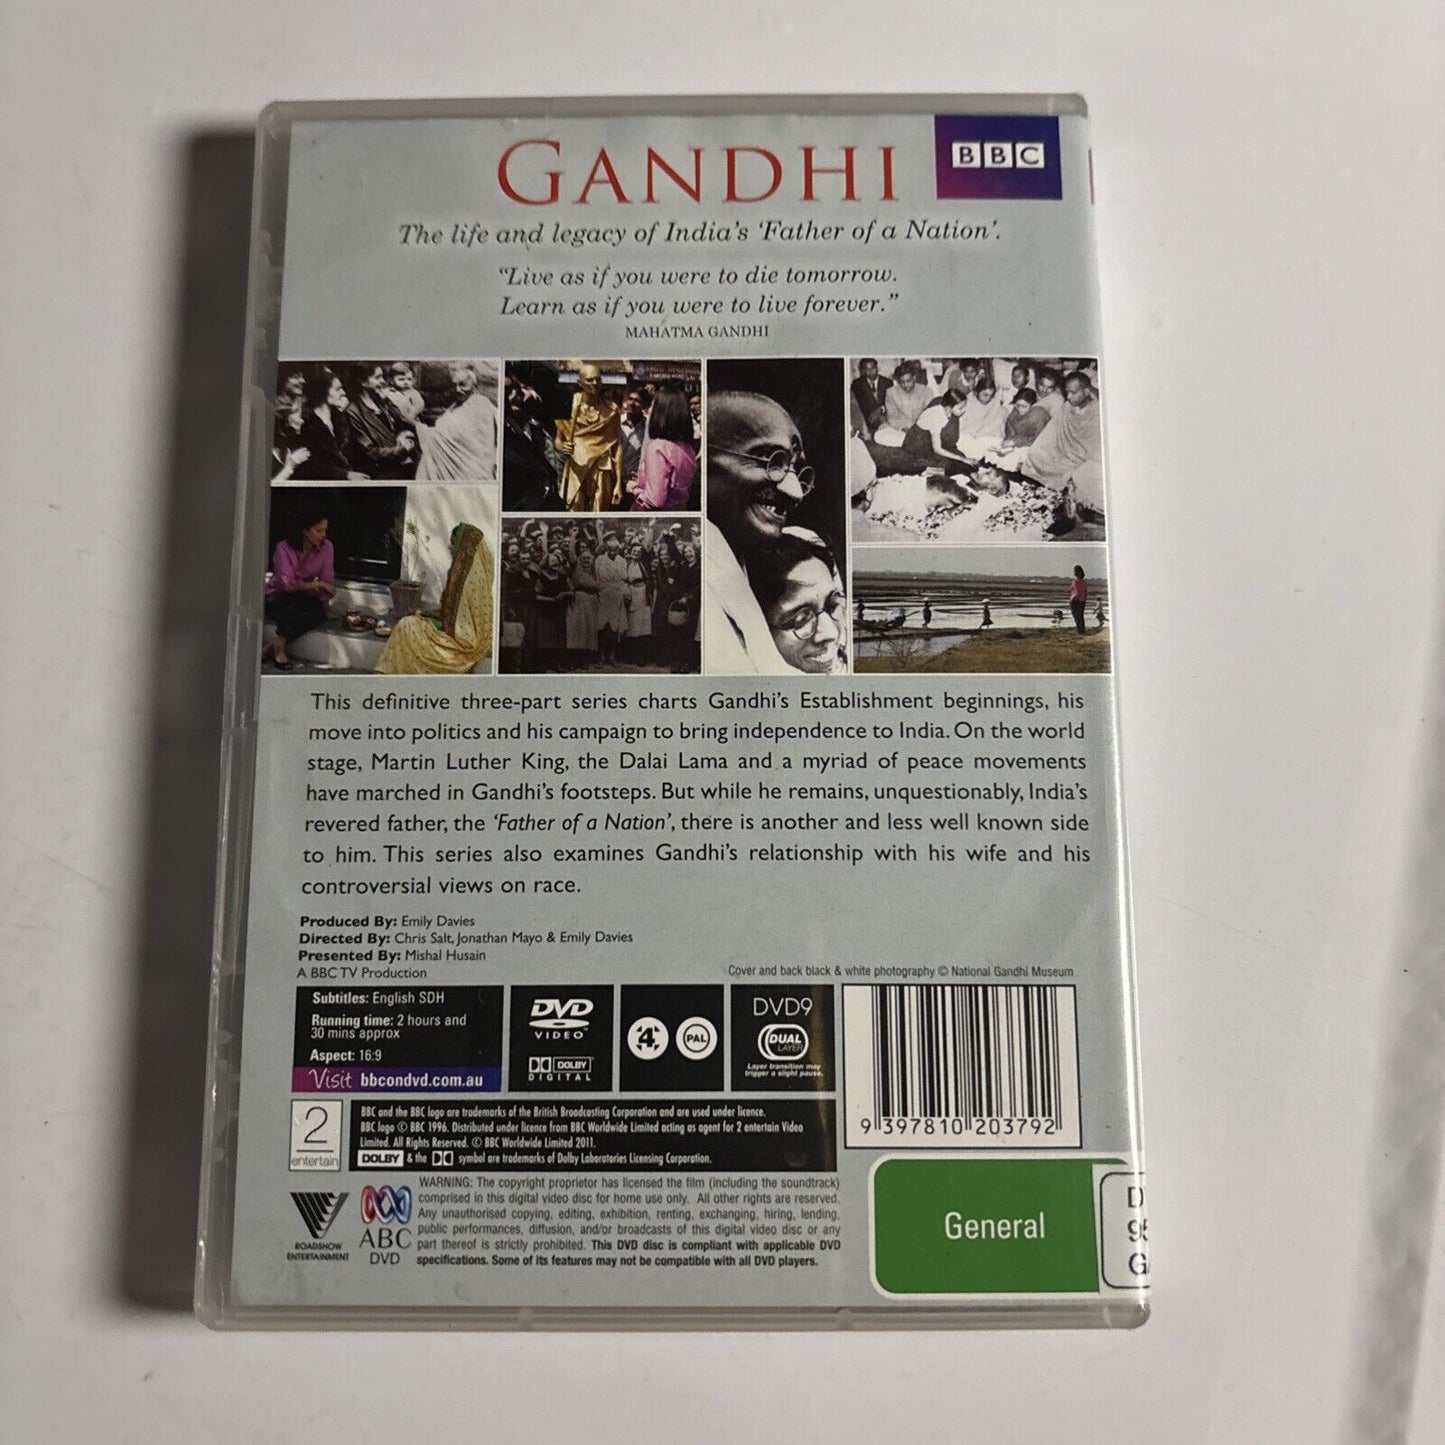 GANDHI
BBC
The life and legacy of India's 'Father of a Nation'.
"Live as if you were to die tomorrow.
Learn as if you were to live forever."
MAHATMA GANDHI
This definitive three-part series charts Gandhi's Establishment beginnings, his
move into politics and his campaign to bring independence to India. On the world
stage, Martin Luther King, the Dalai Lama and a myriad of peace movements
have marched in Gandhi's footsteps. But while he remains, unquestionably, India's
revered father, the 'Father of a Nation', there is another and less well known side
to him. This series also examines Gandhi's relationship with his wife and his
controversial views on race.
Produced By: Emily Davies
Directed By: Chris Salt, Jonathan Mayo & Emily Davies
Presented By: Mishal Husain
A BBC TV Production
Cover and back black & white photography © National Gandhi Museum
Subtitles: English SDH
Running time: 2 hours and
30 mins approx
Aspect: 16:9
Visit bbcondvd.com.au
DVD
VIDEO™
DOLBY
DIGITAL
4
PAL
DVD9
DUAL
LAYER
Layer transition may
trigger a slight pause.
9 397810 203792
2
entertain
BBC and the BBC logo are trademarks of the British Broadcasting Corporation and are used under licence.
BBC logo © BBC 1996. Distributed under licence from BBC Worldwide Limited acting as agent for 2 entertain Video
Limited. All Rights Reserved. © BBC Worldwide Limited 2011.
DOLBY & the symbol are trademarks of Dolby Laboratories Licensing Corporation.
ROADSHOW
ENTERTAINMENT
ABC
DVD
WARNING: The copyright proprietor has licensed the film (including the soundtrack)
comprised in this digital video disc for home use only. All other rights are reserved.
Any unauthorised copying, editing, exhibition, renting, exchanging, hiring, lending,
public performances, diffusion, and/or broadcasts of this digital video disc or any
part thereof is strictly prohibited. This DVD disc is compliant with applicable DVD
specifications. Some of its features may not be compatible with all DVD players.
General
D
9
G